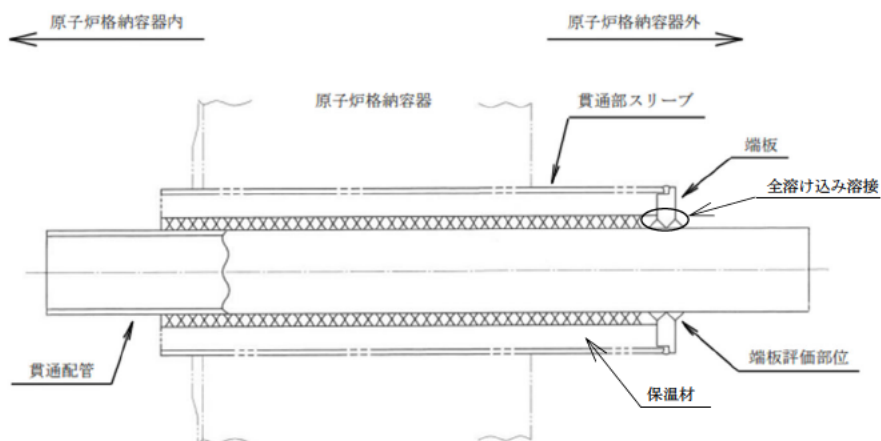 原子炉格納容器内
原子炉格納容器外
原子炉格納容器
貫通部スリーブ
端板
全溶け込み溶接
貫通配管
保温材
端板評価部位